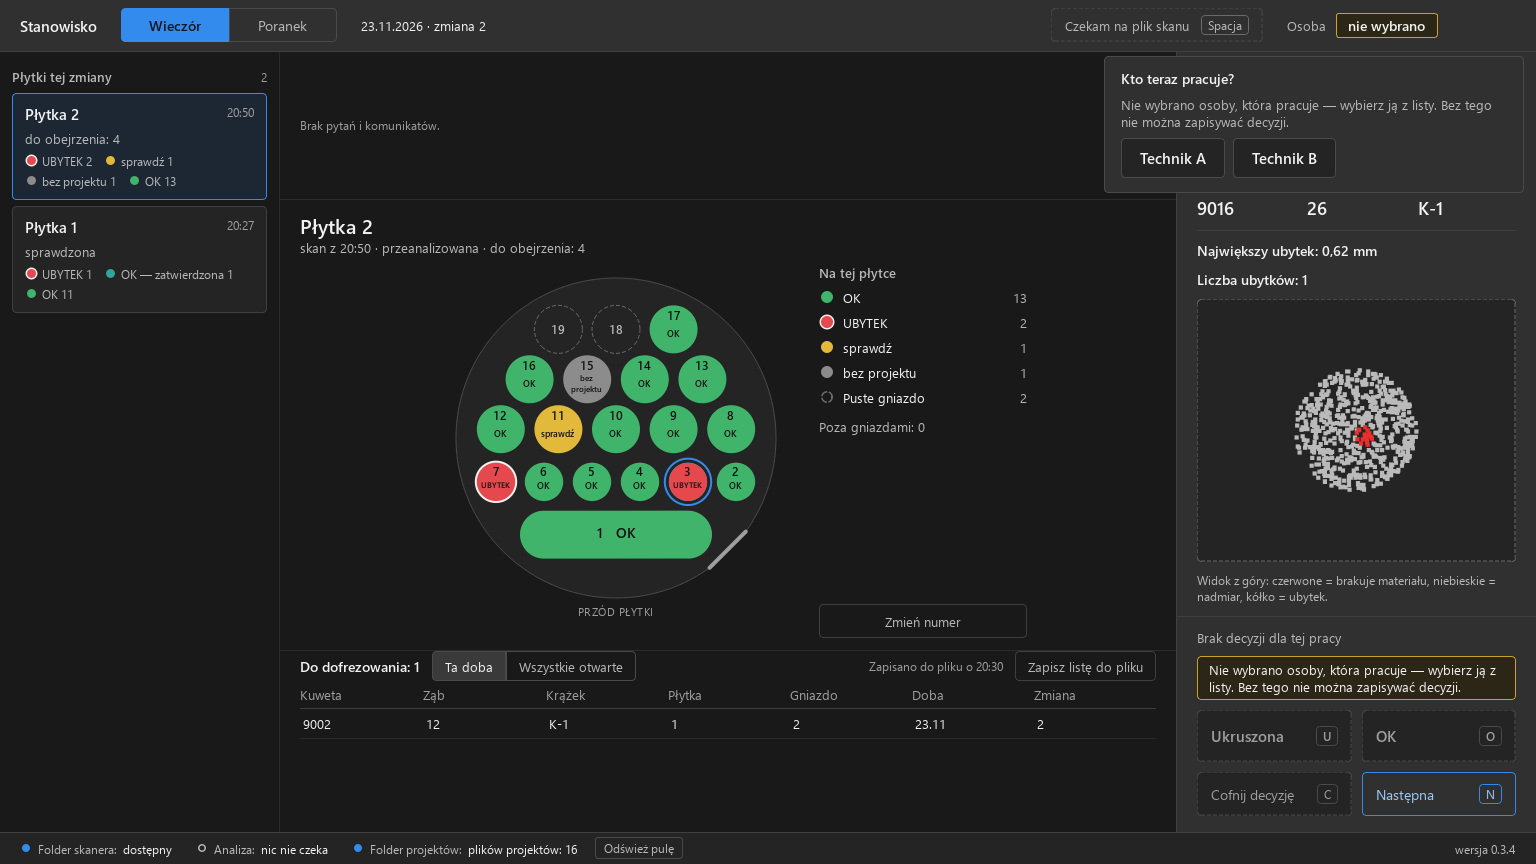 Stanowisko
Wieczór
Poranek
23.11.2026 · zmiana 2
Czekam na plik skanu
Spacja
Osoba
nie wybrano
Płytki tej zmiany
2
Płytka 2
20:50
do obejrzenia: 4
UBYTEK 2
sprawdź 1
bez projektu 1
OK 13
Płytka 1
20:27
sprawdzona
UBYTEK 1
OK — zatwierdzona 1
OK 11
Brak pytań i komunikatów.
Kto teraz pracuje?
Nie wybrano osoby, która pracuje — wybierz ją z listy. Bez tego
nie można zapisywać decyzji.
Technik A
Technik B
Płytka 2
skan z 20:50 · przeanalizowana · do obejrzenia: 4
19
18
17
OK
16
OK
15
bez
projektu
14
OK
13
OK
12
OK
11
sprawdź
10
OK
9
OK
8
OK
7
UBYTEK
6
OK
5
OK
4
OK
3
UBYTEK
2
OK
1 OK
PRZÓD PŁYTKI
Na tej płytce
OK 13
UBYTEK 2
sprawdź 1
bez projektu 1
Puste gniazdo 2
Poza gniazdami: 0
Zmień numer
Do dofrezowania: 1
Ta doba
Wszystkie otwarte
Zapisano do pliku o 20:30
Zapisz listę do pliku
Kuweta Ząb Krążek Płytka Gniazdo Doba Zmiana
9002 12 K-1 1 2 23.11 2
9016 26 K-1
Największy ubytek: 0,62 mm
Liczba ubytków: 1
Widok z góry: czerwone = brakuje materiału, niebieskie =
nadmiar, kółko = ubytek.
Brak decyzji dla tej pracy
Nie wybrano osoby, która pracuje — wybierz ją z
listy. Bez tego nie można zapisywać decyzji.
Ukruszona U
OK O
Cofnij decyzję C
Następna N
Folder skanera: dostępny
Analiza: nic nie czeka
Folder projektów: plików projektów: 16
Odśwież pulę
wersja 0.3.4